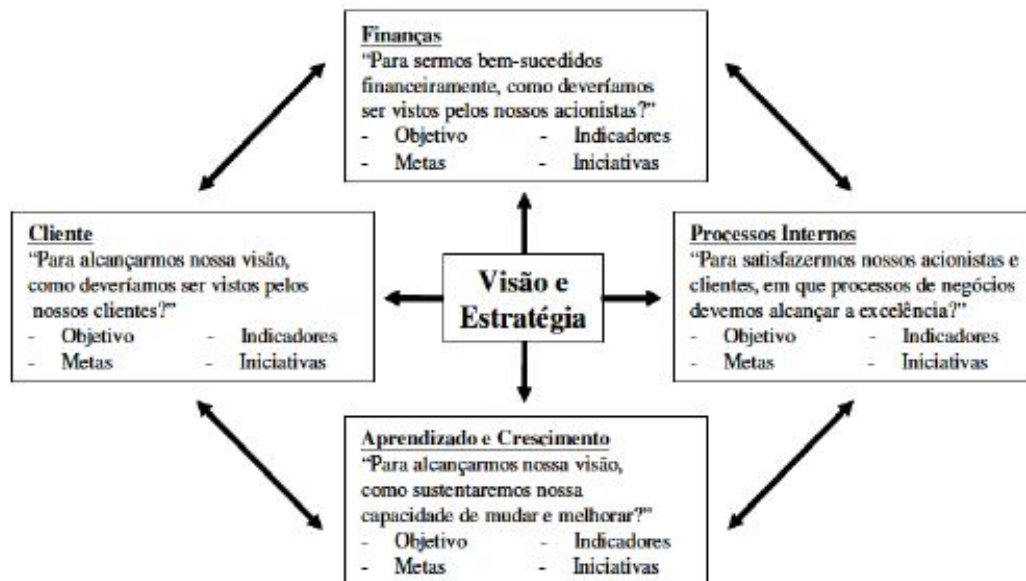 Finanças
“Para sermos bem-sucedidos
financeiramente, como deveríamos
ser vistos pelos nossos acionistas?”
- Objetivo - Indicadores
- Metas - Iniciativas
Cliente
“Para alcançarmos nossa visão,
como deveríamos ser vistos pelos
nossos clientes?”
- Objetivo - Indicadores
- Metas - Iniciativas
Visão e
Estratégia
Processos Internos
“Para satisfazermos nossos acionistas e
clientes, em que processos de negócios
devemos alcançar a excelência?”
- Objetivo - Indicadores
- Metas - Iniciativas
Aprendizado e Crescimento
“Para alcançarmos nossa visão,
como sustentaremos nossa
capacidade de mudar e melhorar?”
- Objetivo - Indicadores
- Metas - Iniciativas